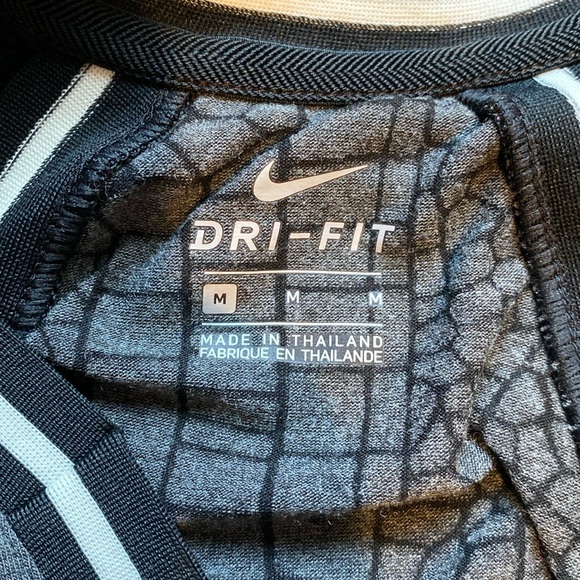 DRI-FIT
M M M
MADE IN THAILAND
FABRIQUE EN THAILANDE